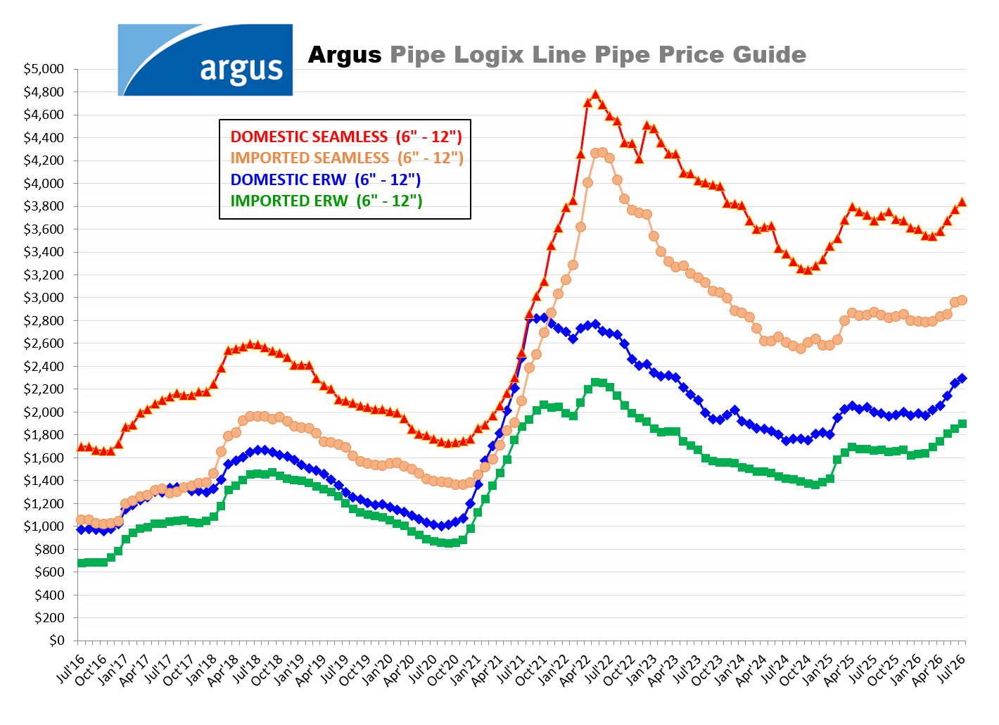 argus
Argus Pipe Logix Line Pipe Price Guide
DOMESTIC SEAMLESS (6" - 12")
IMPORTED SEAMLESS (6" - 12")
DOMESTIC ERW (6" - 12")
IMPORTED ERW (6" - 12")
$5,000
$4,800
$4,600
$4,400
$4,200
$4,000
$3,800
$3,600
$3,400
$3,200
$3,000
$2,800
$2,600
$2,400
$2,200
$2,000
$1,800
$1,600
$1,400
$1,200
$1,000
$800
$600
$400
$200
$0
Jul'16
Oct'16
Jan'17
Apr'17
Jul'17
Oct'17
Jan'18
Apr'18
Jul'18
Oct'18
Jan'19
Apr'19
Jul'19
Oct'19
Jan'20
Apr'20
Jul'20
Oct'20
Jan'21
Apr'21
Jul'21
Oct'21
Jan'22
Apr'22
Jul'22
Oct'22
Jan'23
Apr'23
Jul'23
Oct'23
Jan'24
Apr'24
Jul'24
Oct'24
Jan'25
Apr'25
Jul'25
Oct'25
Jan'26
Apr'26
Jul'26